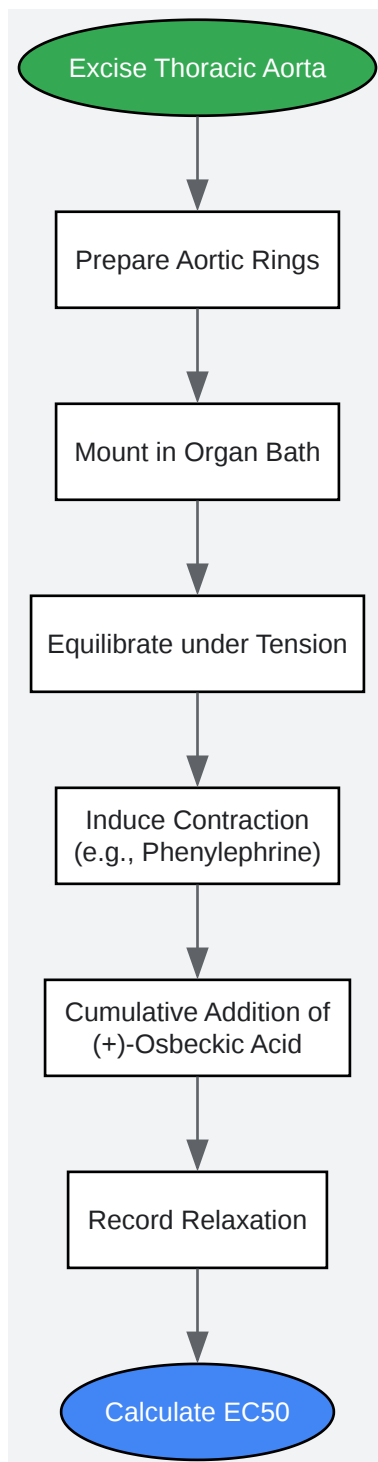 Excise Thoracic Aorta
Prepare Aortic Rings
Mount in Organ Bath
Equilibrate under Tension
Induce Contraction
(e.g., Phenylephrine)
Cumulative Addition of
(+)-Osbeckic Acid
Record Relaxation
Calculate EC50